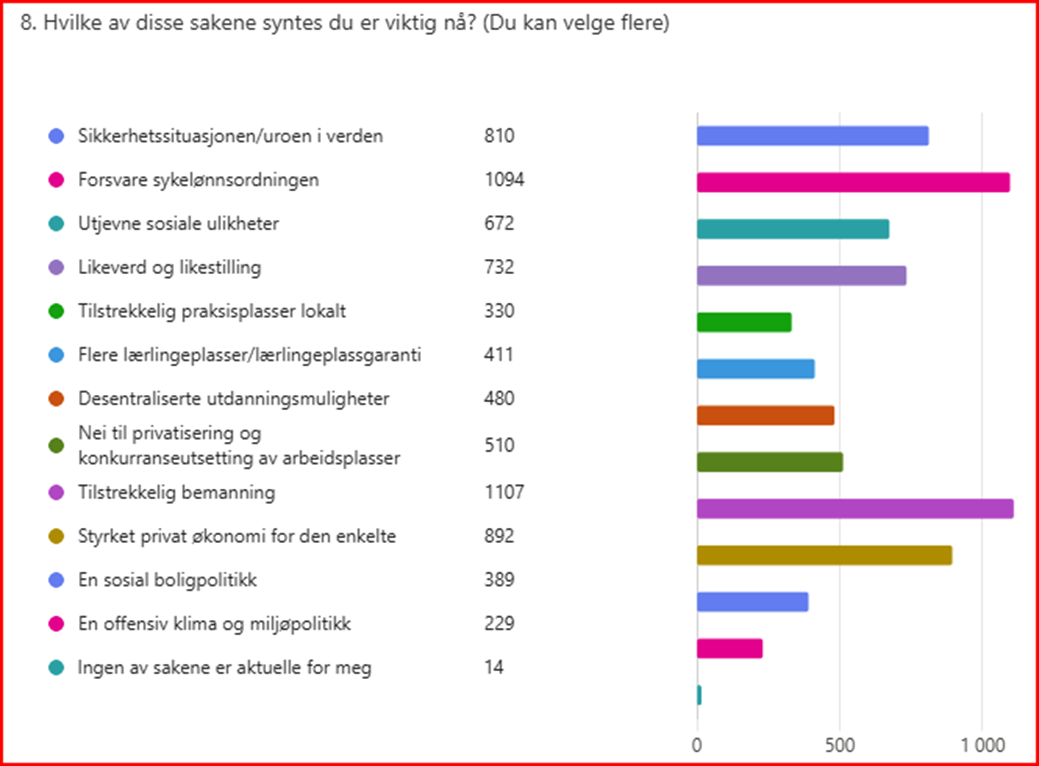 8. Hvilke av disse sakene syntes du er viktig nå? (Du kan velge flere)
Sikkerhetssituasjonen/uroen i verden 810
Forsvare sykelønnsordningen 1094
Utjevne sosiale ulikheter 672
Likeverd og likestilling 732
Tilstrekkelig praksisplasser lokalt 330
Flere lærlingeplasser/lærlingeplassgaranti 411
Desentraliserte utdanningsmuligheter 480
Nei til privatisering og
konkurranseutsetting av arbeidsplasser 510
Tilstrekkelig bemanning 1107
Styrket privat økonomi for den enkelte 892
En sosial boligpolitikk 389
En offensiv klima og miljøpolitikk 229
Ingen av sakene er aktuelle for meg 14
0 500 1 000